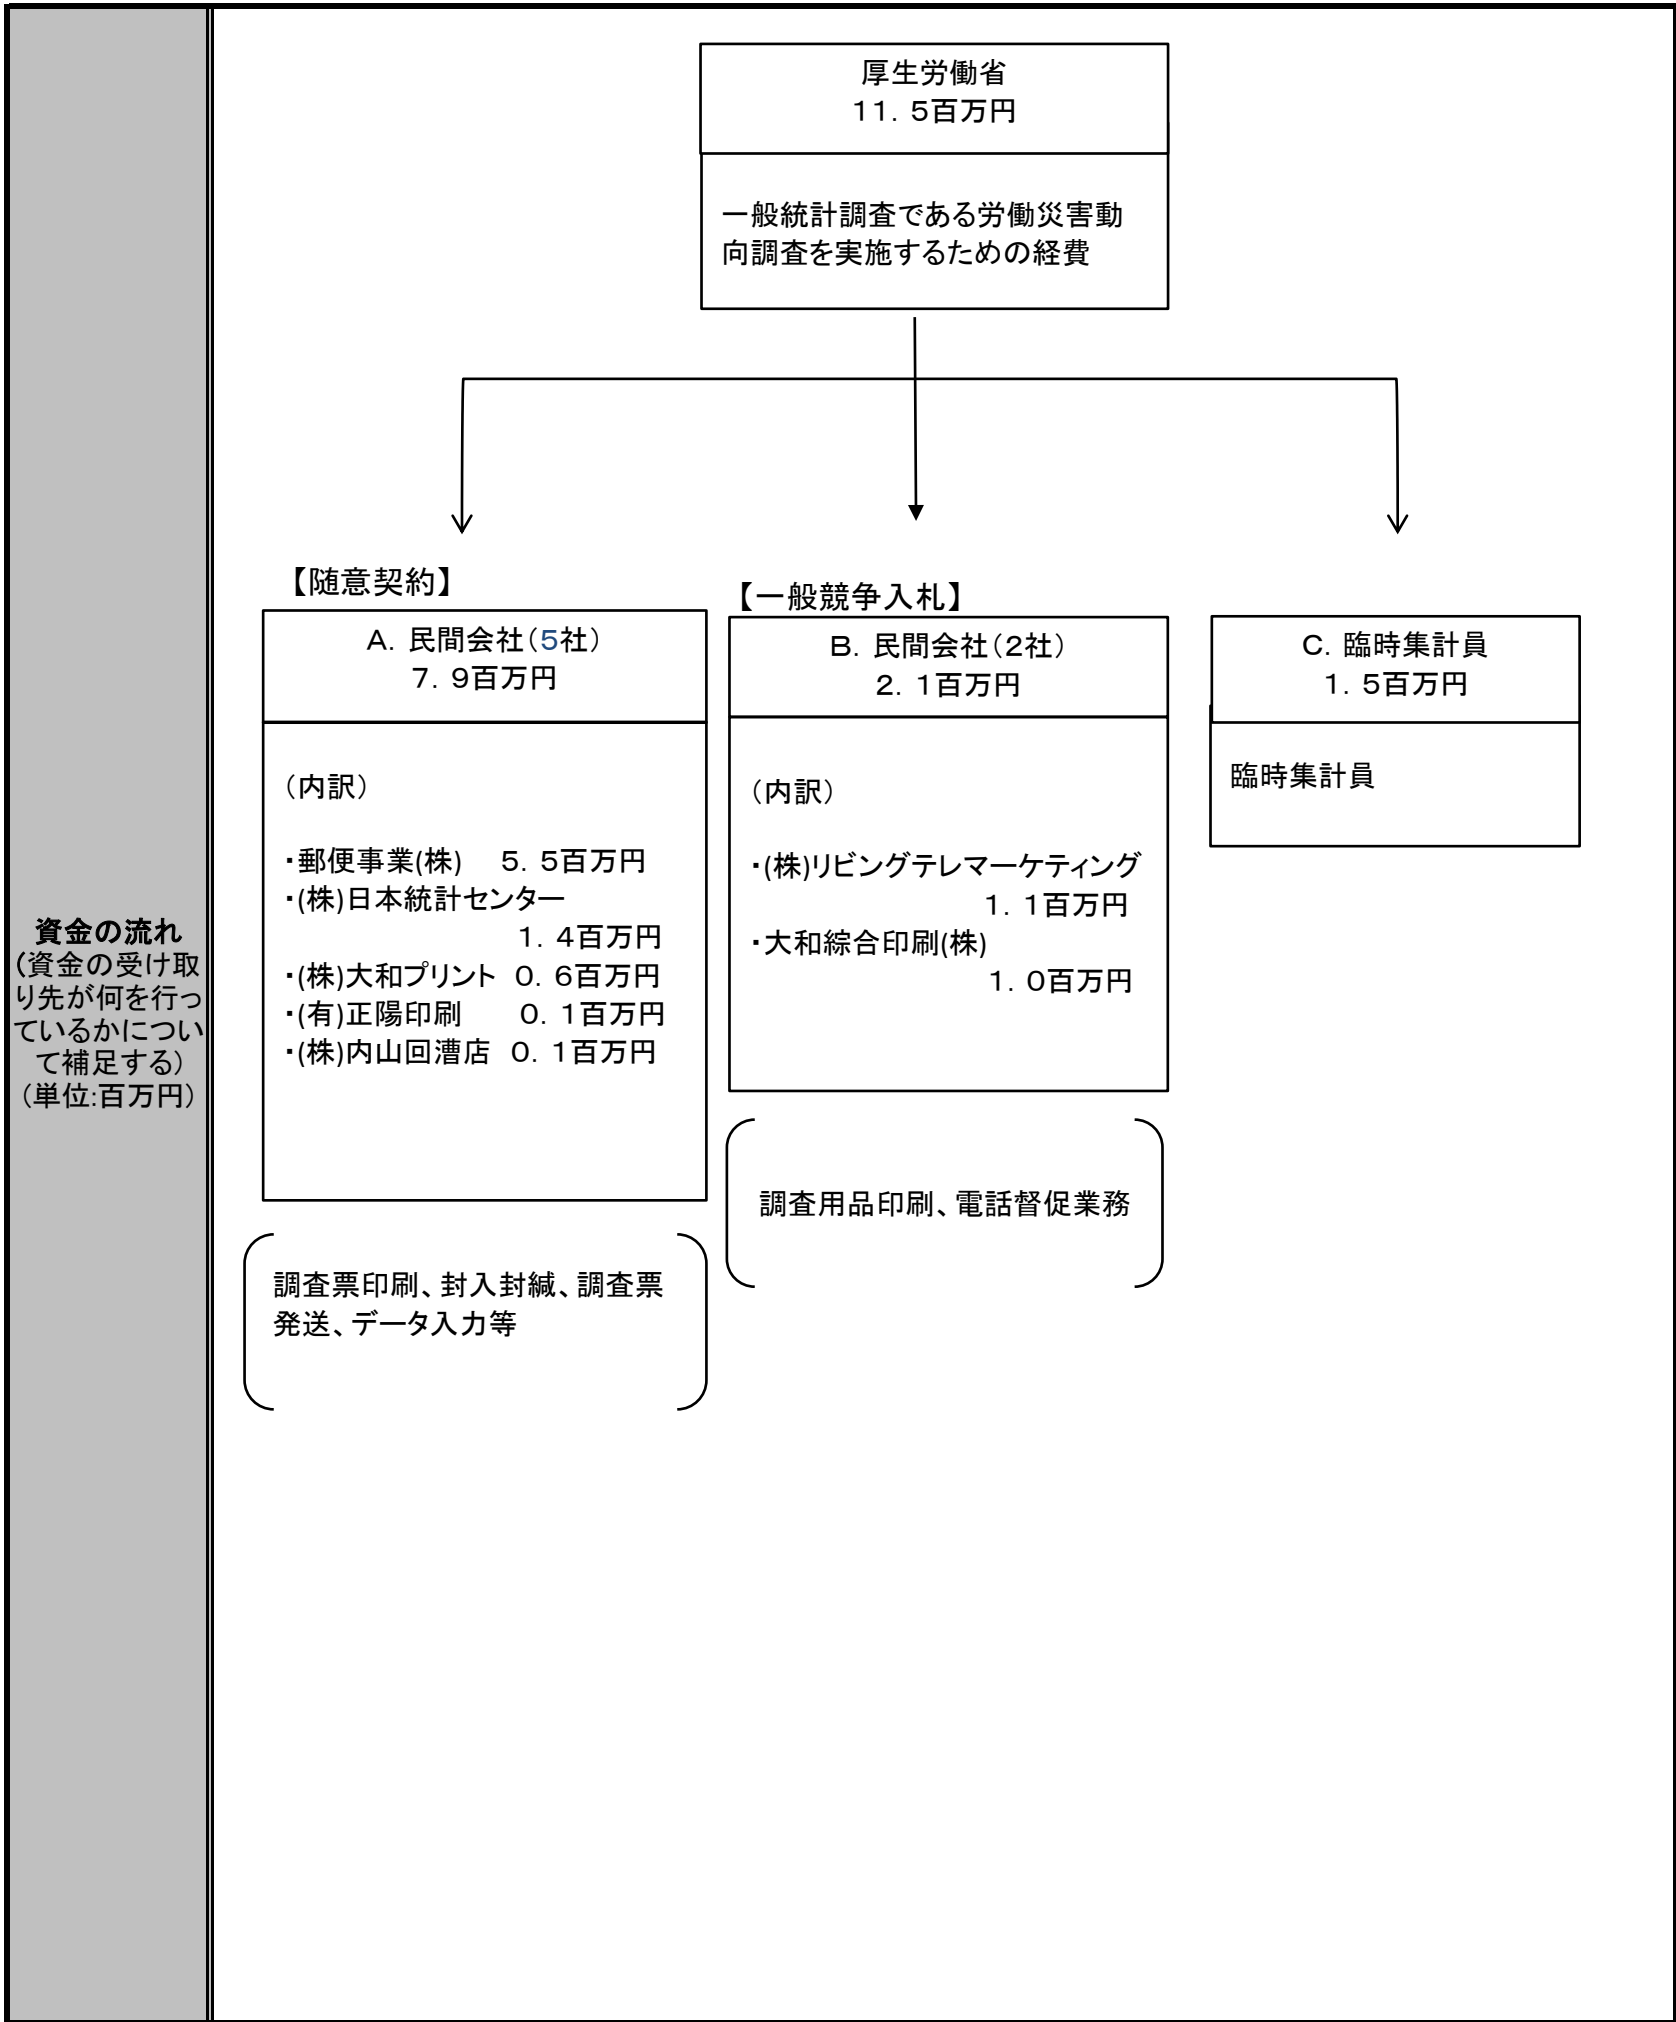 資金の流れ
(資金の受け取
り先が何を行っ
ているかについ
て補足する)
(単位:百万円)
厚生労働省
11．5百万円
一般統計調査である労働災害動
向調査を実施するための経費
【随意契約】
A．民間会社（5社）
7．9百万円
（内訳）
・郵便事業(株)　5．5百万円
・(株)日本統計センター
1．4百万円
・(株)大和プリント　0．6百万円
・(有)正陽印刷　　0．1百万円
・(株)内山回漕店　0．1百万円
調査票印刷、封入封緘、調査票
発送、データ入力等
【一般競争入札】
B．民間会社（2社）
2．1百万円
（内訳）
・(株)リビングテレマーケティング
1．1百万円
・大和綜合印刷(株)
1．0百万円
調査用品印刷、電話督促業務
C．臨時集計員
1．5百万円
臨時集計員